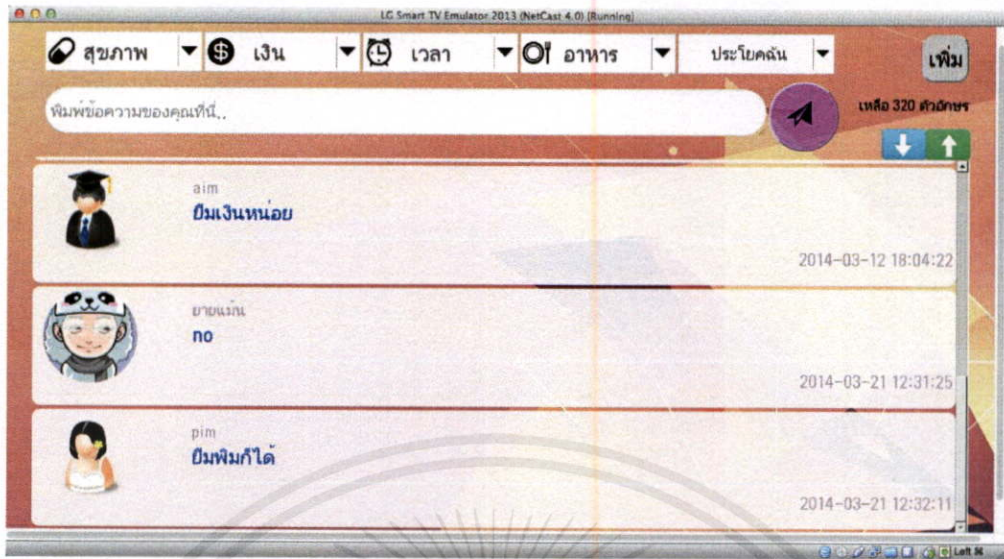 LG Smart TV Emulator 2013 (NetCast 4.0) (Running)
สุขภาพ เงิน เวลา อาหาร ประโยคฉัน เพิ่ม
พิมพ์ข้อความของคุณที่นี่.. เหลือ 320 ตัวอักษร
aim
ยืมเงินหน่อย
2014-03-12 18:04:22
ยายแม้น
no
2014-03-21 12:31:25
pim
ยืมพิมก็ได้
2014-03-21 12:32:11
Left ⌘